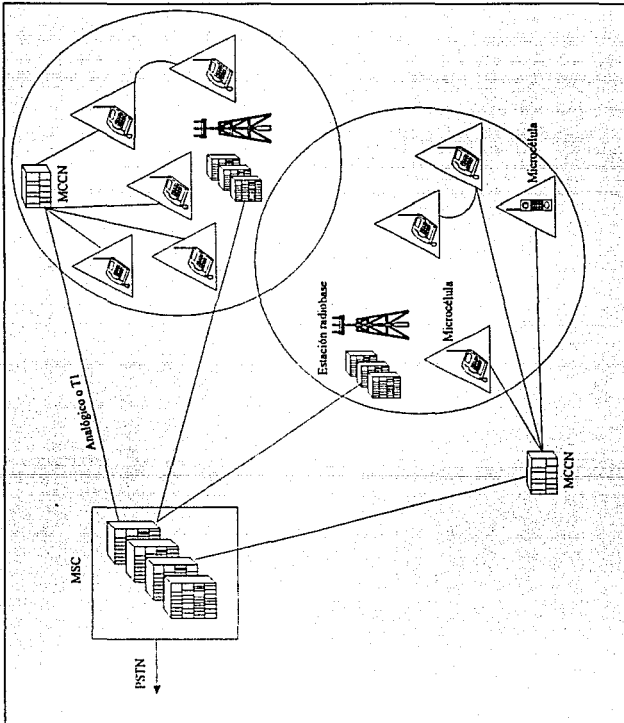 PSTN
MSC
Analógico o T1
MCCN
Estación radiobase
Microcélula
Microcélula
MCCN